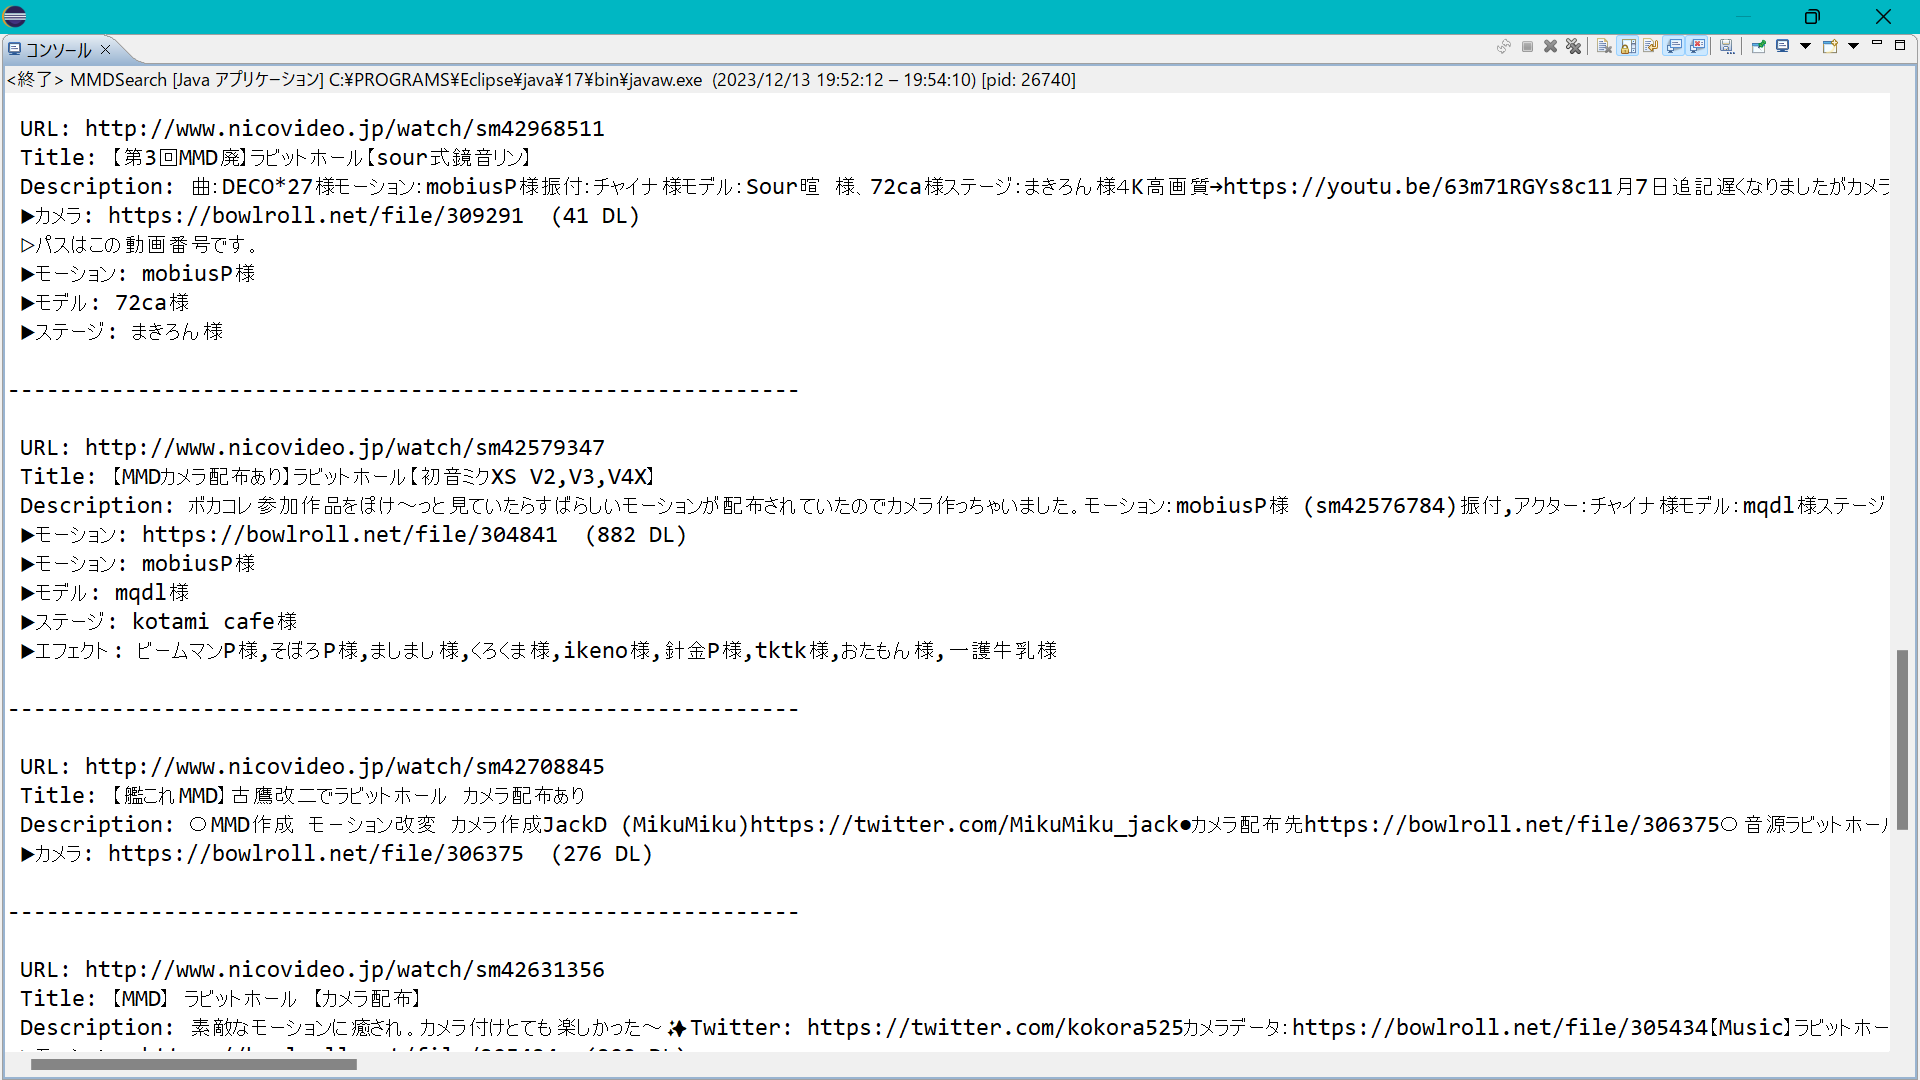 コンソール ×
<終了> MMDSearch [Java アプリケーション] C:¥PROGRAMS¥Eclipse¥java¥17¥bin¥javaw.exe  (2023/12/13 19:52:12 – 19:54:10) [pid: 26740]
URL: http://www.nicovideo.jp/watch/sm42968511
Title: 【第3回MMD廃】ラビットホール【sour式鏡音リン】
Description: 曲：DECO*27様モーション：mobiusP様振付：チャイナ様モデル：Sour暄 様、72ca様ステージ：まきろん様4K高画質→https://youtu.be/63m71RGYs8c11月7日追記遅くなりましたがカメラ
▶カメラ: https://bowlroll.net/file/309291  (41 DL)
▷パスはこの動画番号です。
▶モーション: mobiusP様
▶モデル: 72ca様
▶ステージ: まきろん様
-------------------------------------------------------------
URL: http://www.nicovideo.jp/watch/sm42579347
Title: 【MMDカメラ配布あり】ラビットホール【初音ミクXS V2,V3,V4X】
Description: ボカコレ参加作品をぽけ～っと見ていたらすばらしいモーションが配布されていたのでカメラ作っちゃいました。モーション：mobiusP様 (sm42576784)振付,アクター：チャイナ様モデル：mqdl様ステージ
▶モーション: https://bowlroll.net/file/304841  (882 DL)
▶モーション: mobiusP様
▶モデル: mqdl様
▶ステージ: kotami cafe様
▶エフェクト: ビームマンP様,そぼろP様,ましまし様,くろくま様,ikeno様,針金P様,tktk様,おたもん様,一護牛乳様
-------------------------------------------------------------
URL: http://www.nicovideo.jp/watch/sm42708845
Title: 【艦これMMD】古鷹改二でラビットホール　カメラ配布あり
Description: 〇MMD作成　モーション改変　カメラ作成JackD (MikuMiku)https://twitter.com/MikuMiku_jack●カメラ配布先https://bowlroll.net/file/306375〇音源ラビットホール
▶カメラ: https://bowlroll.net/file/306375  (276 DL)
-------------------------------------------------------------
URL: http://www.nicovideo.jp/watch/sm42631356
Title: 【MMD】 ラビットホール 【カメラ配布】
Description: 素敵なモーションに癒され。カメラ付けとても楽しかった～✨Twitter: https://twitter.com/kokora525カメラデータ：https://bowlroll.net/file/305434【Music】ラビットホー